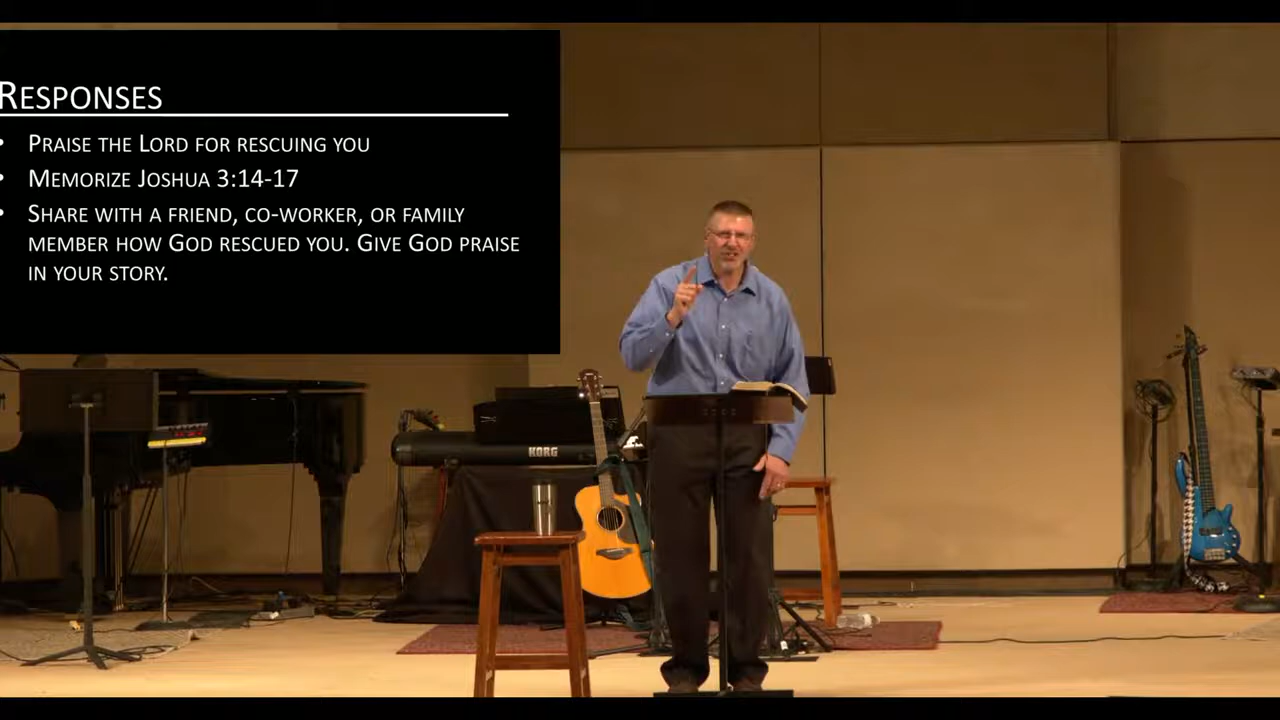 RESPONSES
• PRAISE THE LORD FOR RESCUING YOU
• MEMORIZE JOSHUA 3:14-17
• SHARE WITH A FRIEND, CO-WORKER, OR FAMILY
MEMBER HOW GOD RESCUED YOU. GIVE GOD PRAISE
IN YOUR STORY.
KORG